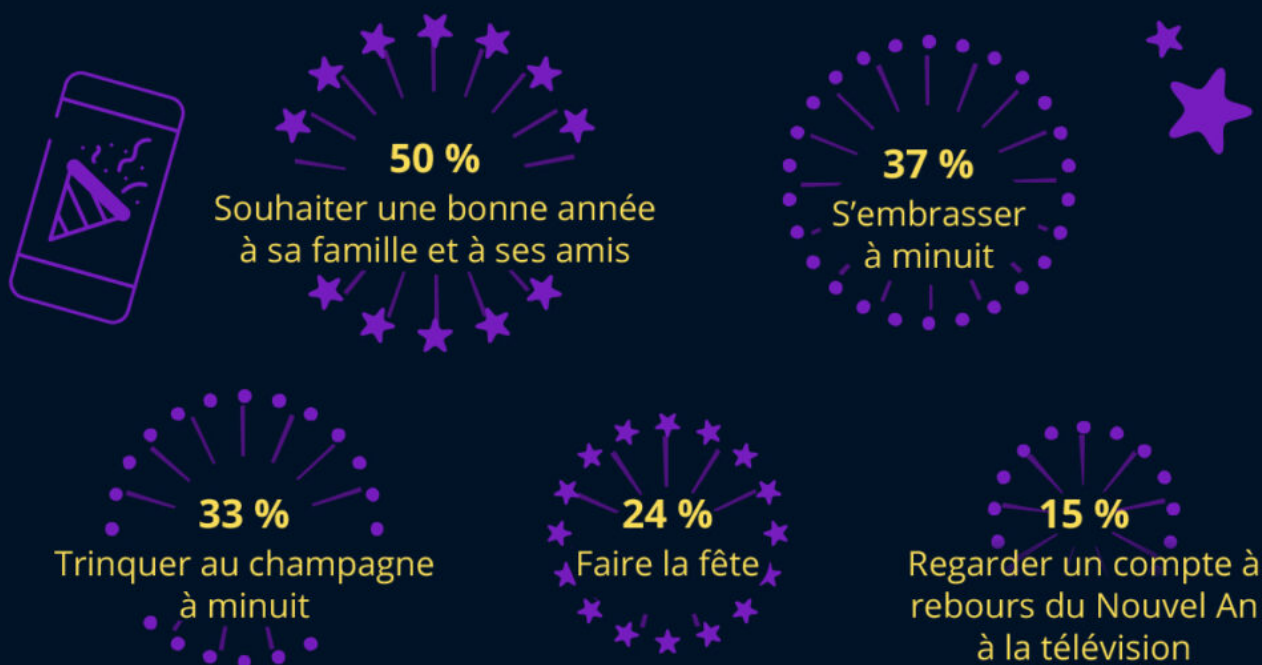 50 %
Souhaiter une bonne année
à sa famille et à ses amis
37 %
S’embrasser
à minuit
33 %
Trinquer au champagne
à minuit
24 %
Faire la fête
15 %
Regarder un compte à
rebours du Nouvel An
à la télévision